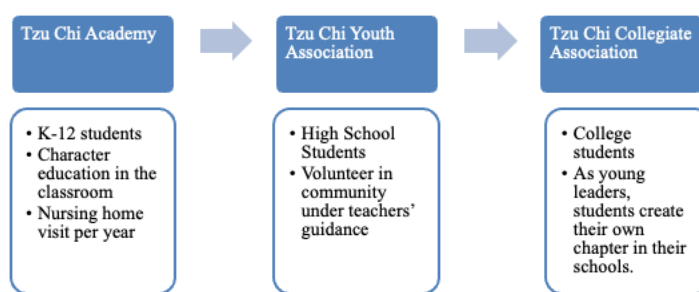 Tzu Chi Academy
• K-12 students
• Character
education in the
classroom
• Nursing home
visit per year
Tzu Chi Youth
Association
• High School
Students
• Volunteer in
community
under teachers’
guidance
Tzu Chi Collegiate
Association
• College
students
• As young
leaders,
students create
their own
chapter in their
schools.